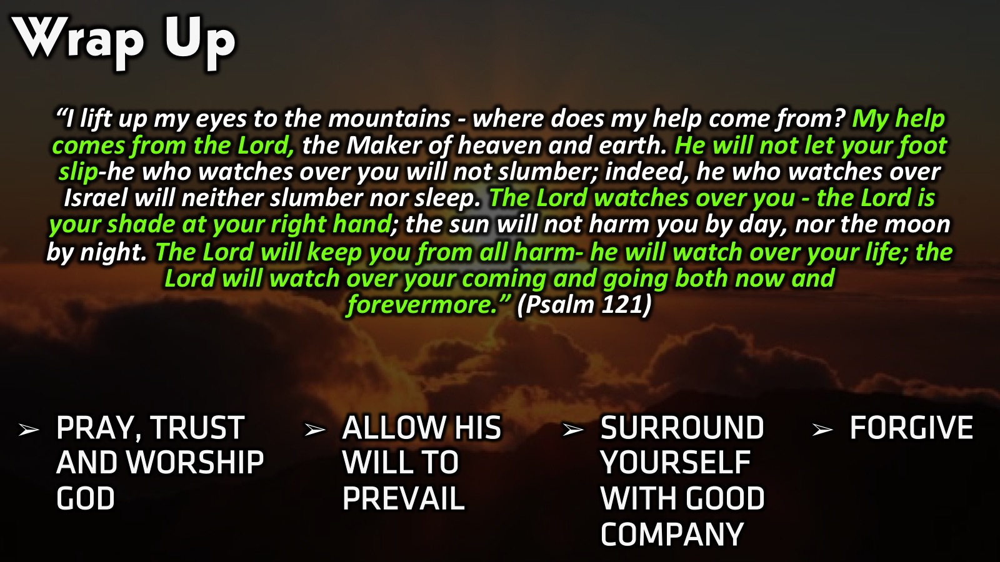 Wrap Up
“I lift up my eyes to the mountains - where does my help come from? My help
comes from the Lord, the Maker of heaven and earth. He will not let your foot
slip-he who watches over you will not slumber; indeed, he who watches over
Israel will neither slumber nor sleep. The Lord watches over you - the Lord is
your shade at your right hand; the sun will not harm you by day, nor the moon
by night. The Lord will keep you from all harm- he will watch over your life; the
Lord will watch over your coming and going both now and
forevermore.” (Psalm 121)
➢ PRAY, TRUST
AND WORSHIP
GOD
➢ ALLOW HIS
WILL TO
PREVAIL
➢ SURROUND
YOURSELF
WITH GOOD
COMPANY
➢ FORGIVE